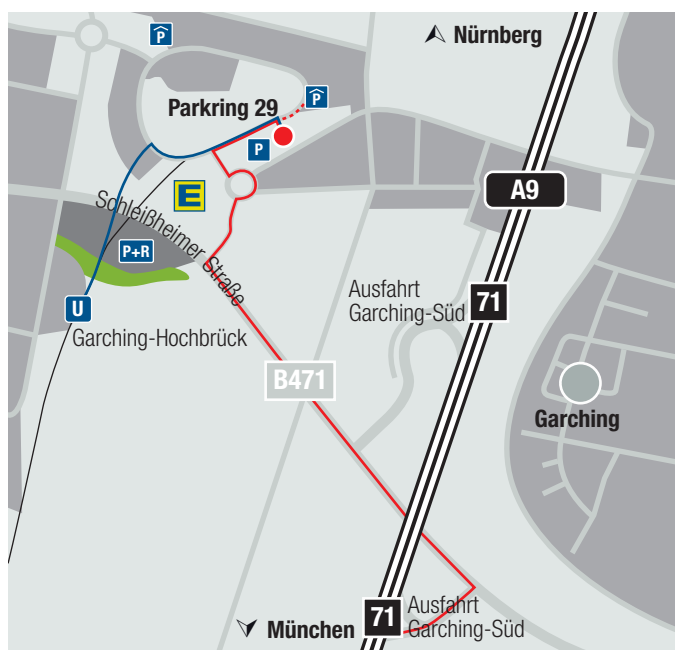 P
Nürnberg
P
Parkring 29
P
A9
E
Schleißheimer Straße
P+R
U
Garching-Hochbrück
Ausfahrt
Garching-Süd
71
B471
Garching
71
Ausfahrt
Garching-Süd
München